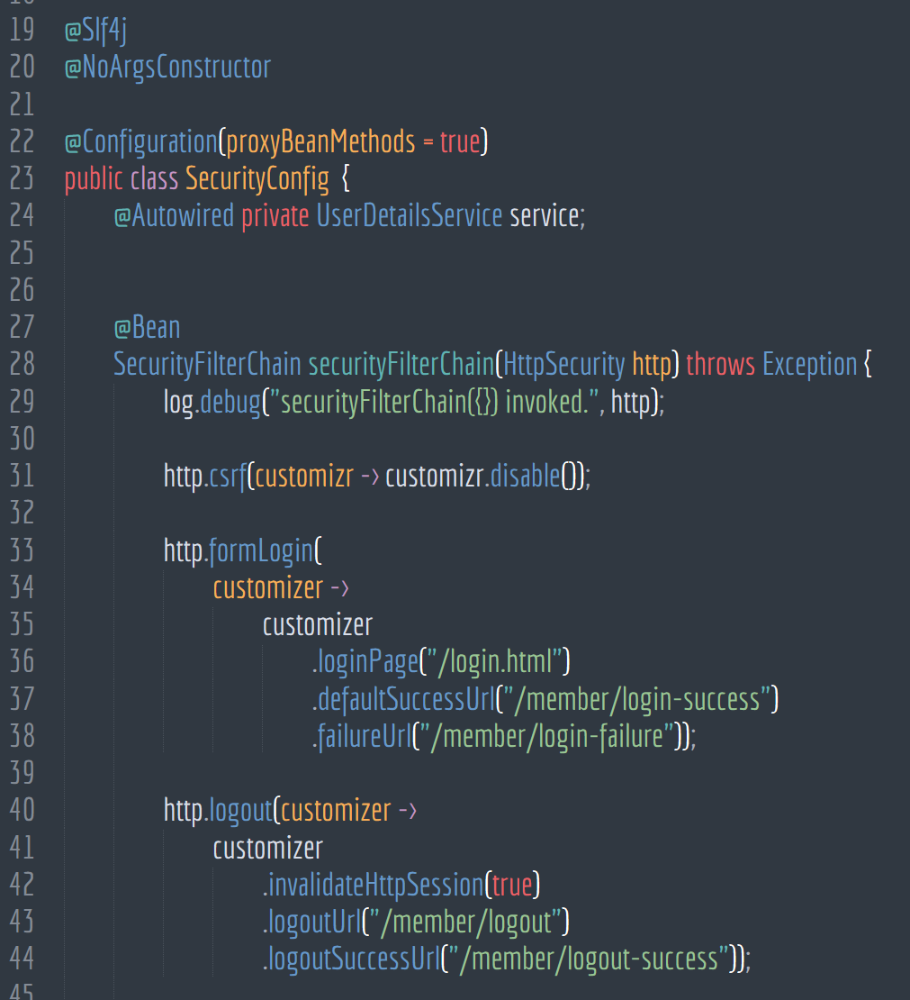 19 @Slf4j
20 @NoArgsConstructor
21
22 @Configuration(proxyBeanMethods = true)
23 public class SecurityConfig {
24 @Autowired private UserDetailsService service;
25
26
27 @Bean
28 SecurityFilterChain securityFilterChain(HttpSecurity http) throws Exception {
29 log.debug("securityFilterChain({}) invoked.", http);
30
31 http.csrf(customizr -> customizr.disable());
32
33 http.formLogin(
34 customizer ->
35 customizer
36 .loginPage("/login.html")
37 .defaultSuccessUrl("/member/login-success")
38 .failureUrl("/member/login-failure"));
39
40 http.logout(customizer ->
41 customizer
42 .invalidateHttpSession(true)
43 .logoutUrl("/member/logout")
44 .logoutSuccessUrl("/member/logout-success"));
45